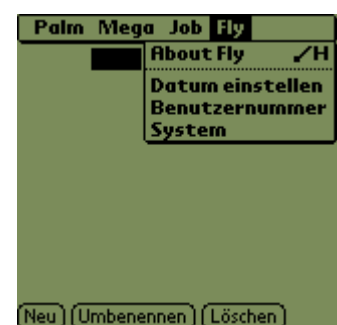 Palm Mega Job Fly
About Fly ✓H
Datum einstellen
Benutzernummer
System
Neu Umbenennen Löschen